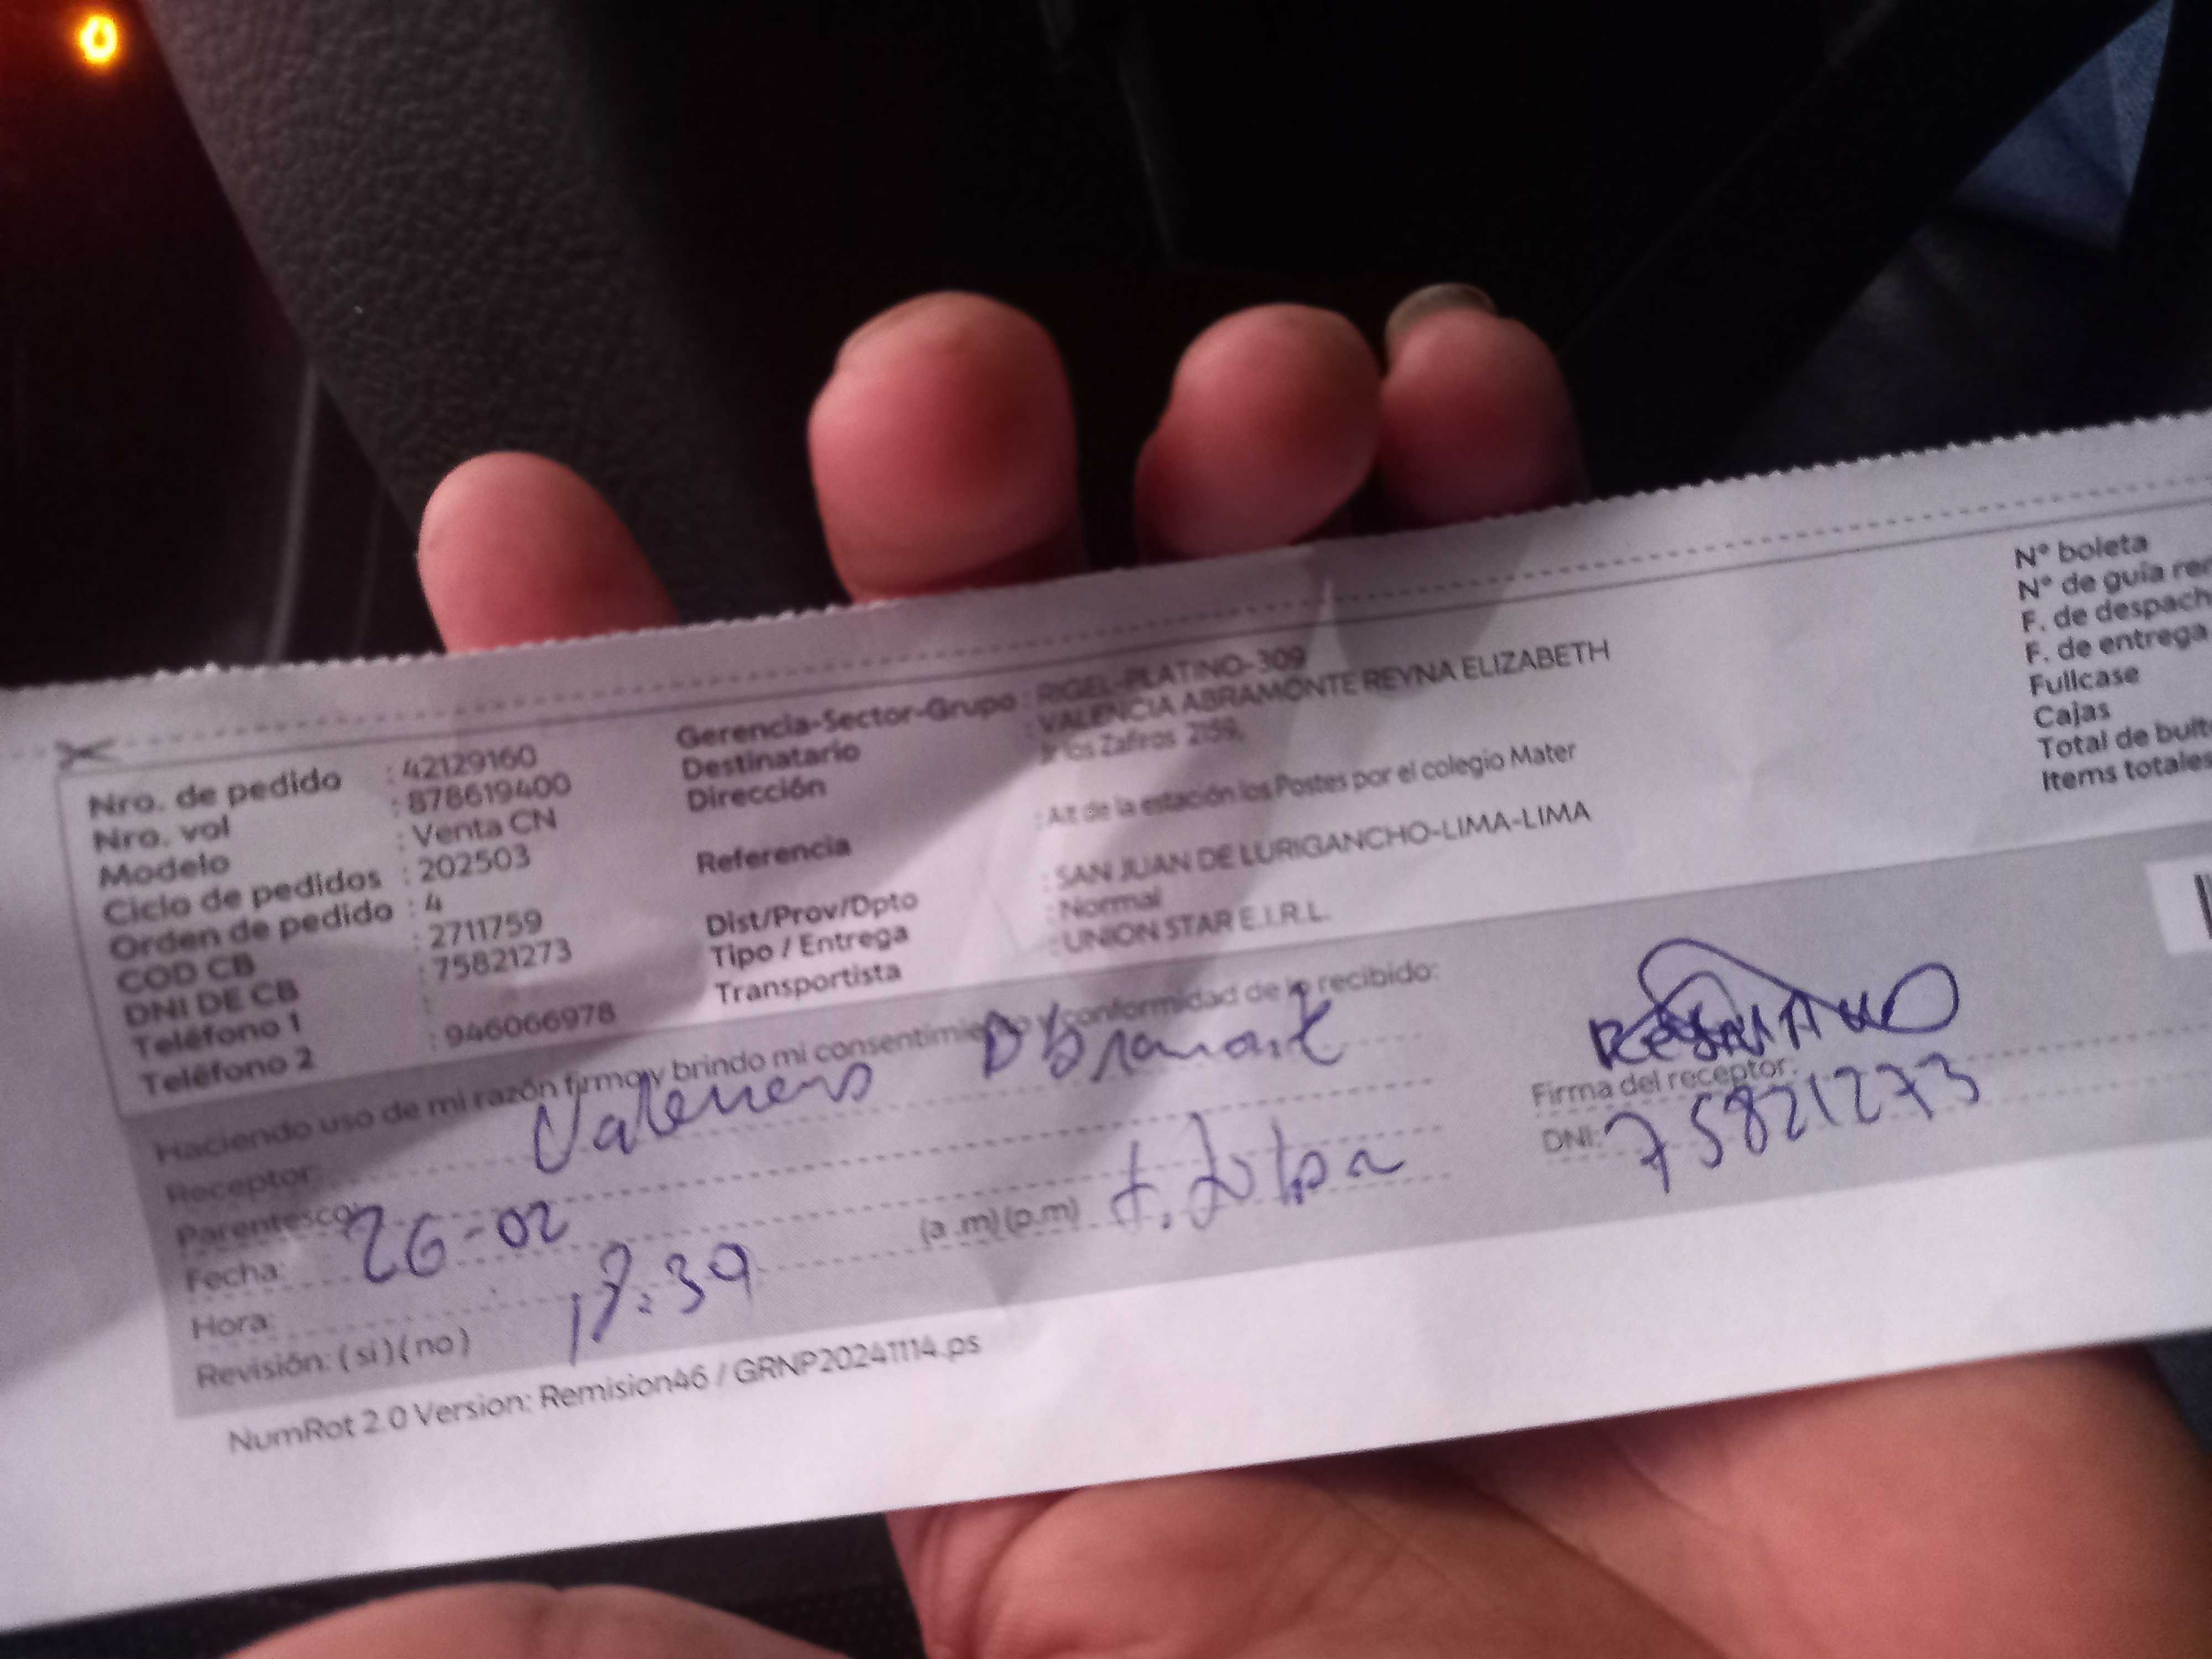 Nro. de pedido : 42129160
Nro. vol : 878619400
Modelo : Venta CN
Ciclo de pedidos : 202503
Orden de pedido : 4
COD CB : 2711759
DNI DE CB : 75821273
Teléfono 1 :
Teléfono 2 : 946066978
Gerencia-Sector-Grupo : RIGEL-PLATINO-309
Destinatario : VALENCIA ABRAMONTE REYNA ELIZABETH
Dirección : Jr los Zafiros 2159,
Referencia : Alt de la estación los Postes por el colegio Mater
Dist/Prov/Dpto : SAN JUAN DE LURIGANCHO-LIMA-LIMA
Tipo / Entrega : Normal
Transportista : UNION STAR E.I.R.L.
N° boleta
N° de guía
F. de despach
F. de entrega
Fullcase
Cajas
Total de bult
Items totales
Haciendo uso de mi razón firmo y brindo mi consentimiento y conformidad de lo recibido:
Receptor:
Parentesco:
Fecha: 26-02
Hora: 17:39
(a.m)(p.m)
Revisión: (si)(no)
Firma del receptor:
DNI: 75821273
NumRot 2.0 Version: Remision46 / GRNP20241114.ps